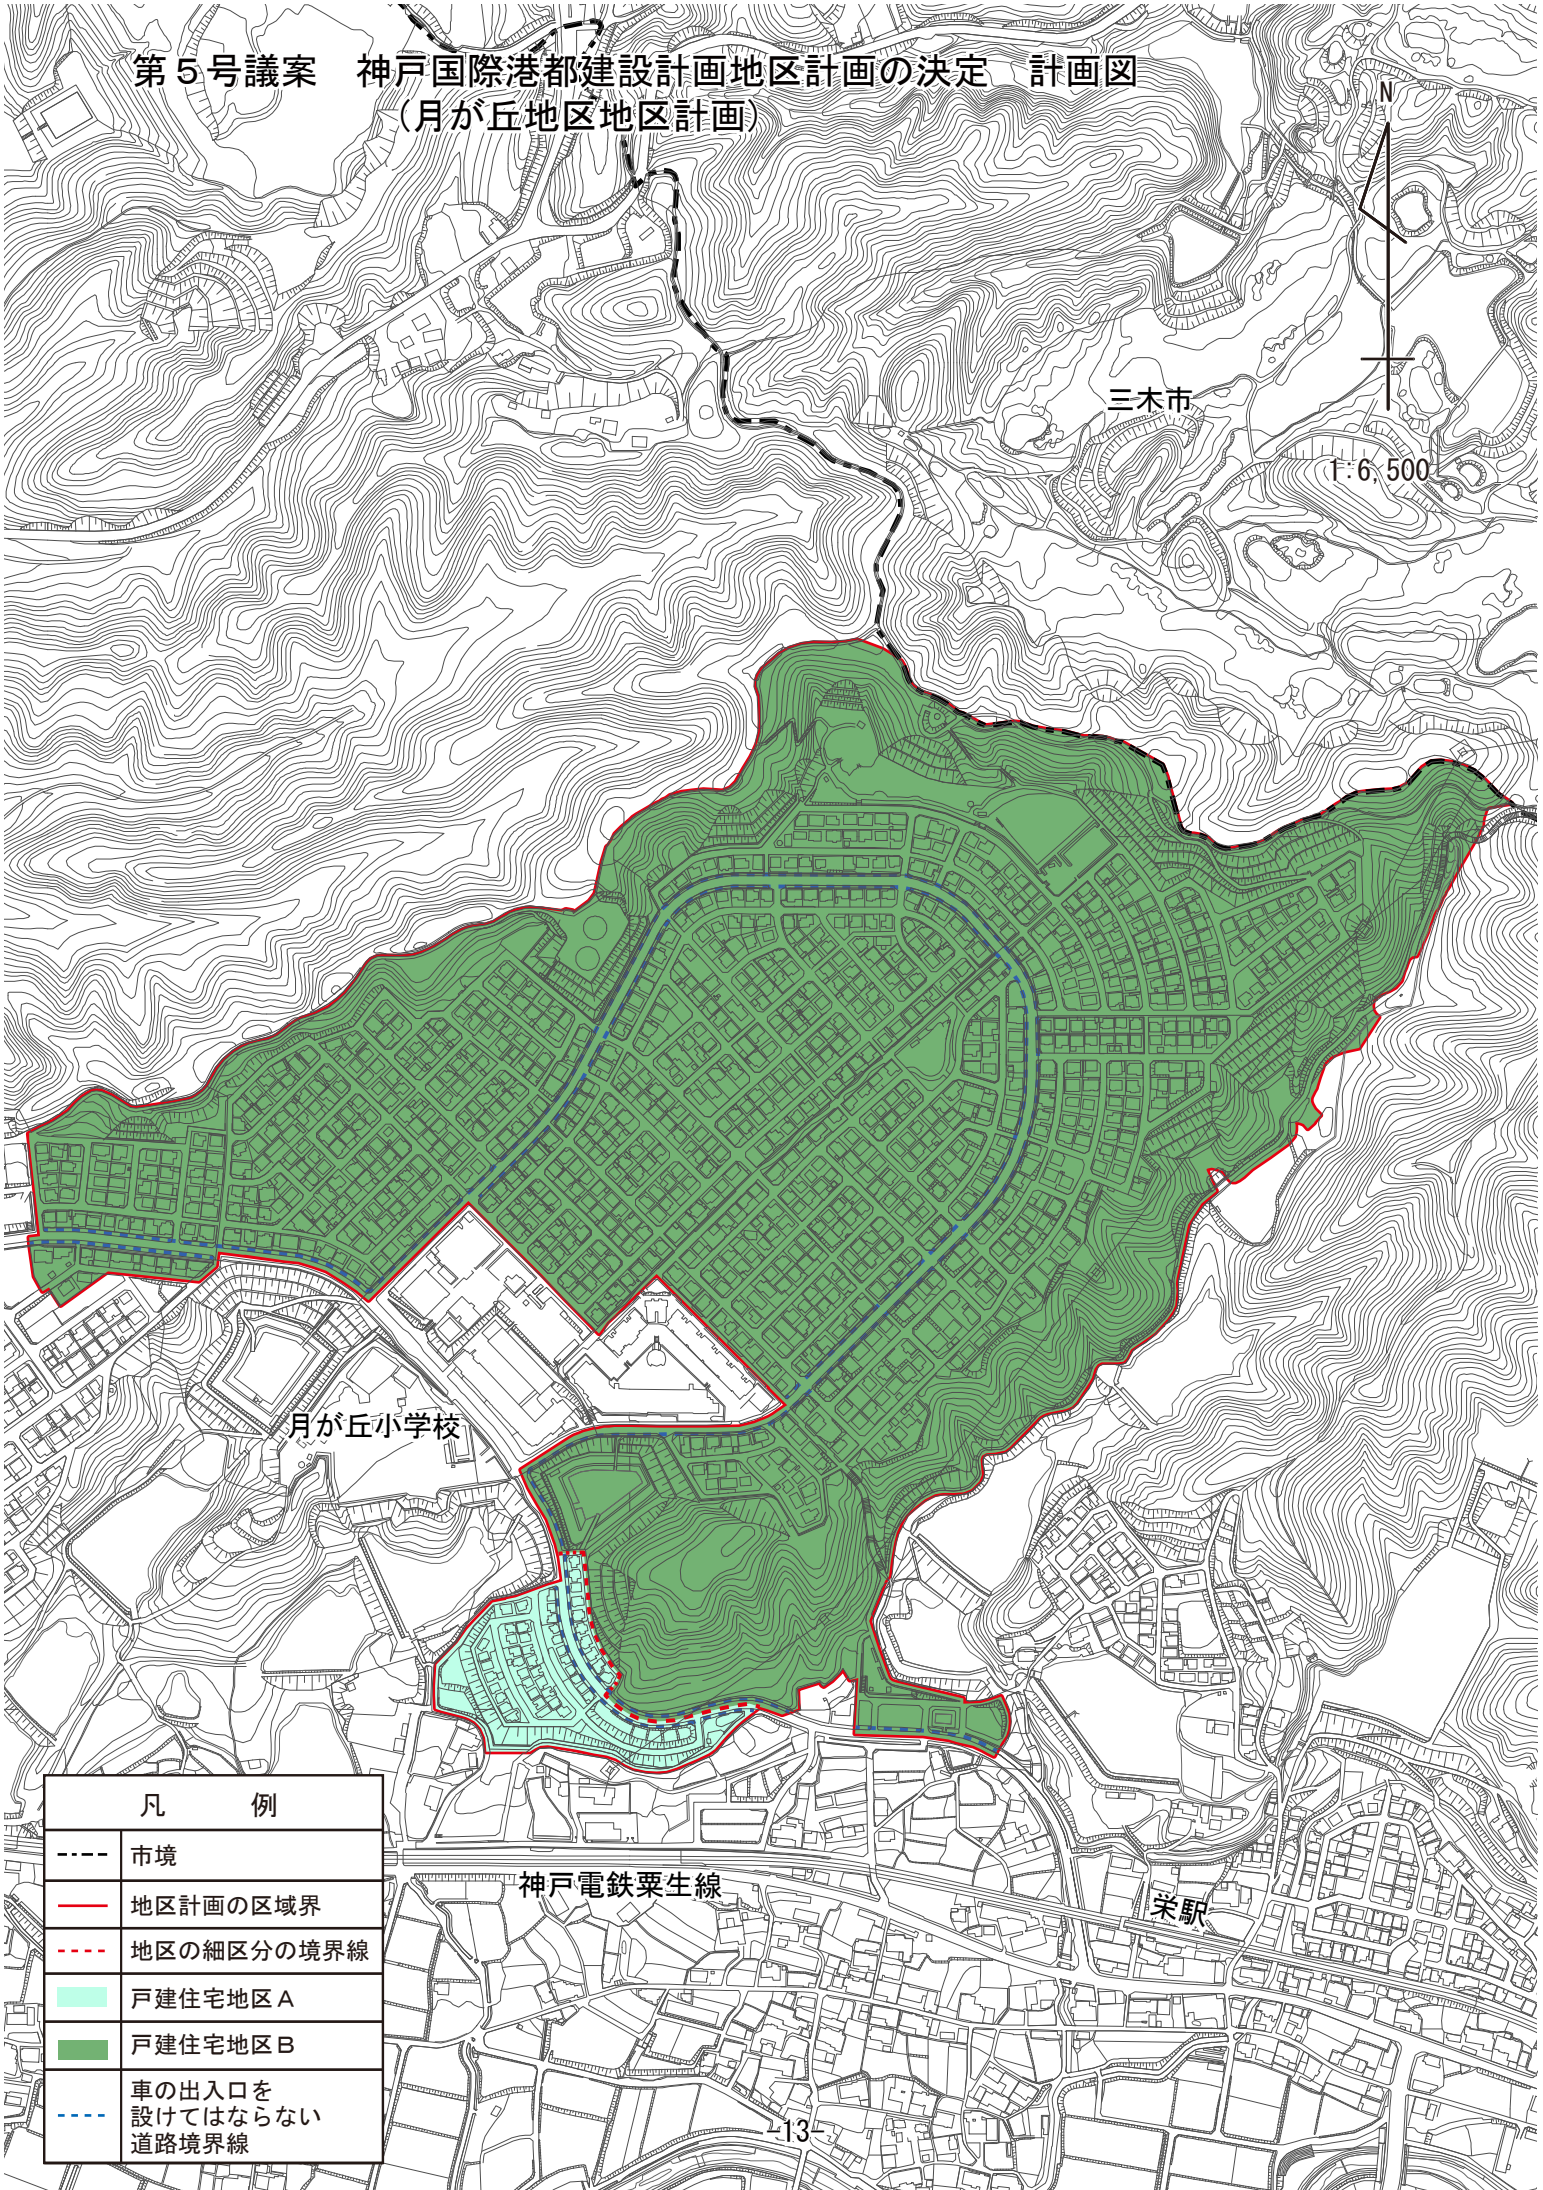 第５号議案　神戸国際港都建設計画地区計画の決定　計画図
（月が丘地区地区計画）
N
三木市
1:6,500
月が丘小学校
神戸電鉄粟生線
栄駅
凡　例
市境
地区計画の区域界
地区の細区分の境界線
戸建住宅地区Ａ
戸建住宅地区Ｂ
車の出入口を
設けてはならない
道路境界線
-13-